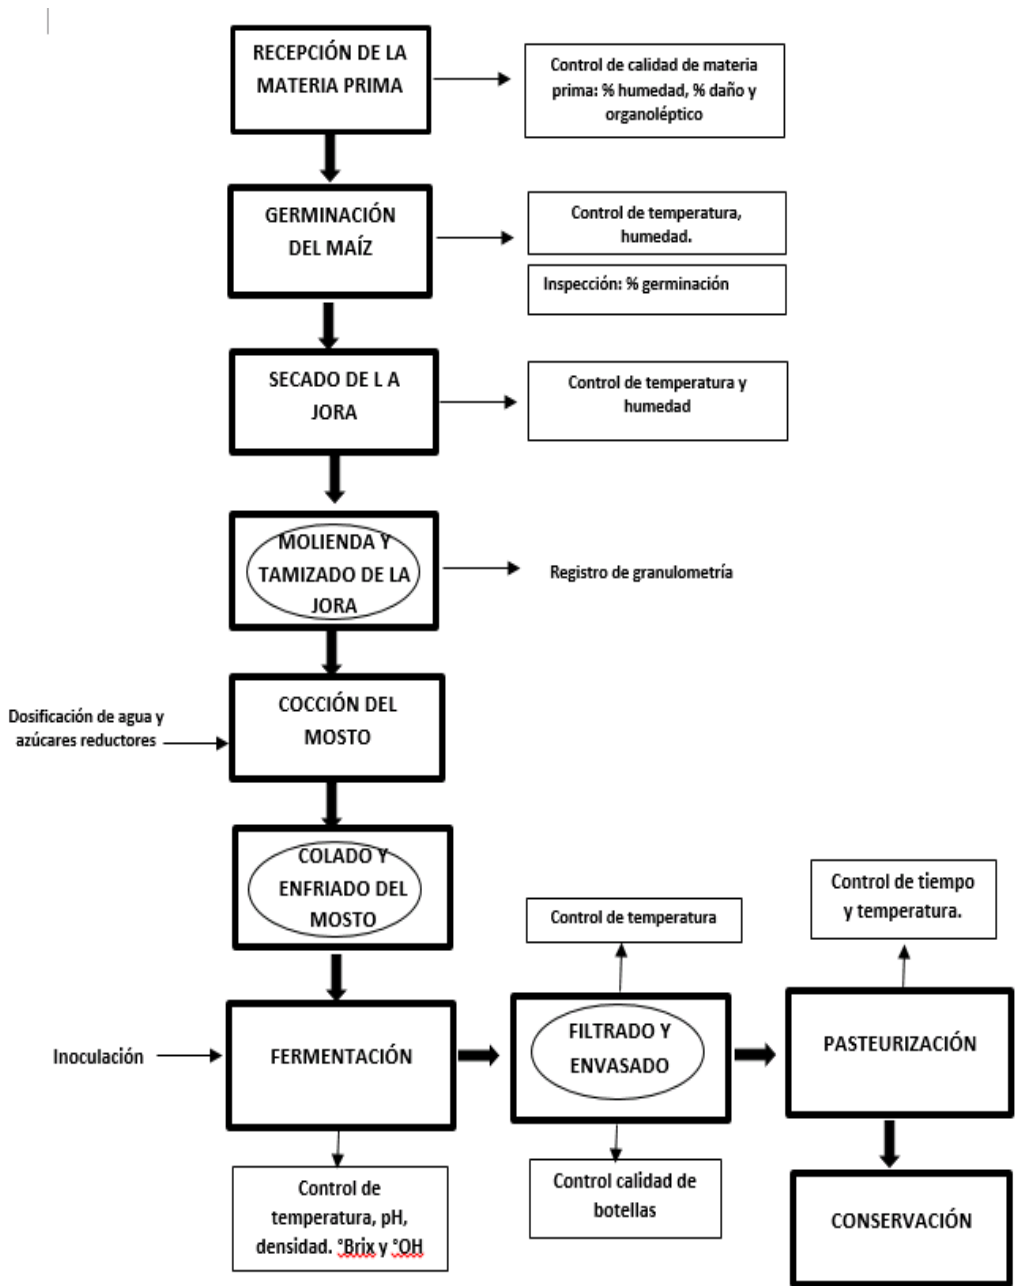 RECEPCIÓN DE LA
MATERIA PRIMA
Control de calidad de materia
prima: % humedad, % daño y
organoléptico
GERMINACIÓN
DEL MAÍZ
Control de temperatura,
humedad.
Inspección: % germinación
SECADO DE L A
JORA
Control de temperatura y
humedad
MOLIENDA Y
TAMIZADO DE LA
JORA
Registro de granulometría
COCCIÓN DEL
MOSTO
Dosificación de agua y
azúcares reductores
COLADO Y
ENFRIADO DEL
MOSTO
Control de temperatura
Control de tiempo
y temperatura.
Inoculación
FERMENTACIÓN
FILTRADO Y
ENVASADO
PASTEURIZACIÓN
Control de
temperatura, pH,
densidad. °Brix y °OH
Control calidad de
botellas
CONSERVACIÓN